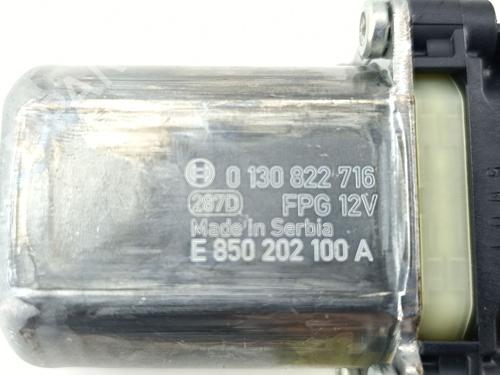 0 130 822 716
287D FPG 12V
Made In Serbia
E 850 202 100 A